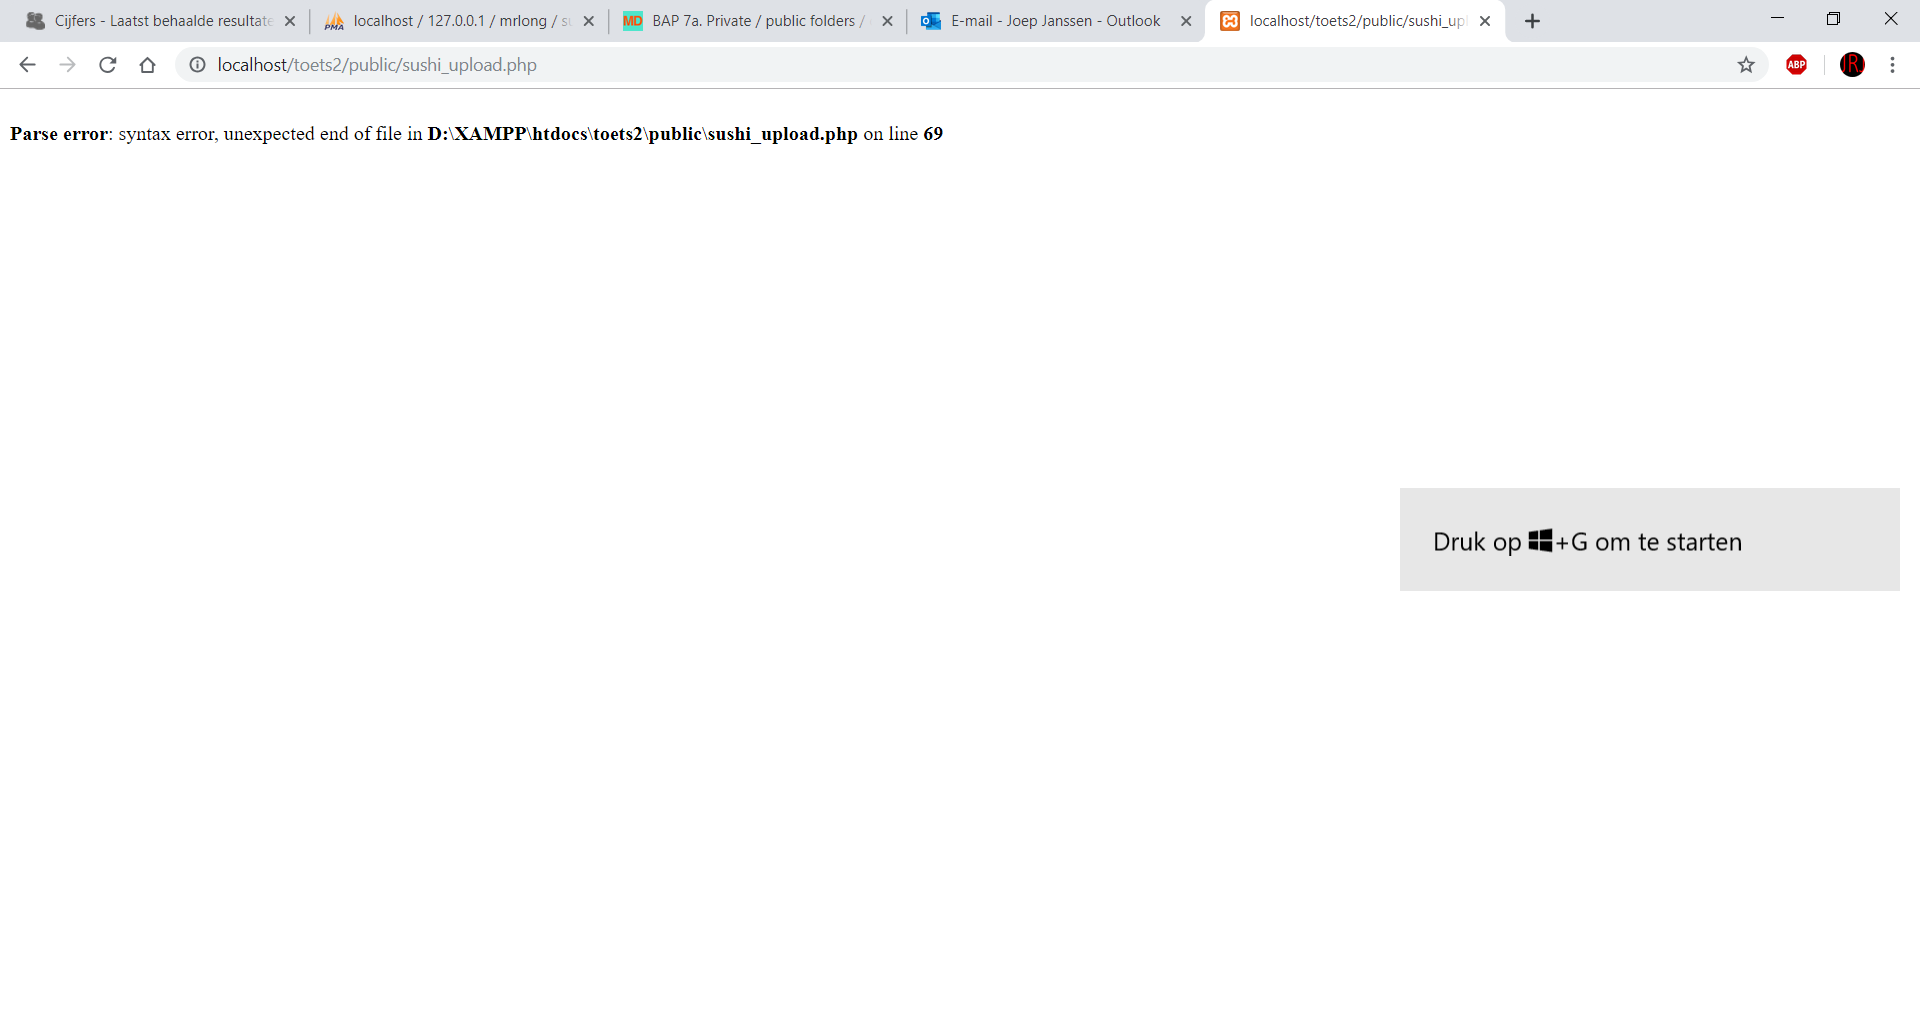 Cijfers - Laatst behaalde resultate
localhost / 127.0.0.1 / mrlong / su
MD BAP 7a. Private / public folders /
E-mail - Joep Janssen - Outlook
localhost/toets2/public/sushi_upl
PMA
localhost/toets2/public/sushi_upload.php
ABP
Parse error: syntax error, unexpected end of file in D:\XAMPP\htdocs\toets2\public\sushi_upload.php on line 69
Druk op +G om te starten